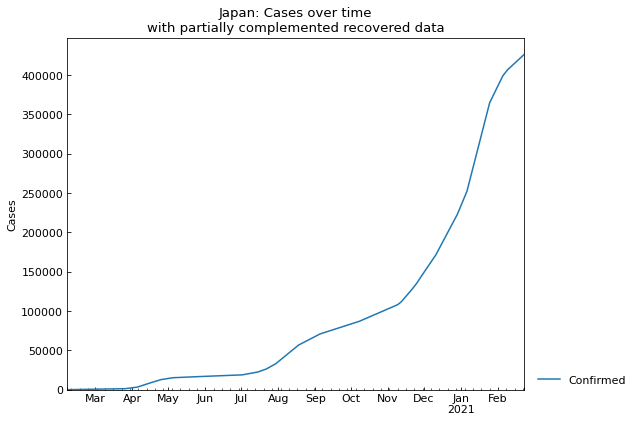 Japan: Cases over time
with partially complemented recovered data
400000
350000
300000
250000
200000
150000
100000
50000
0
Cases
Mar Apr May Jun Jul Aug Sep Oct Nov Dec Jan Feb
2021
Confirmed